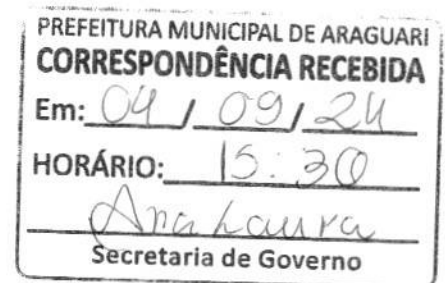 PREFEITURA MUNICIPAL DE ARAGUARI
CORRESPONDÊNCIA RECEBIDA
Em: 04 / 09 / 24
HORÁRIO: 15:30
Ana Laura
Secretaria de Governo